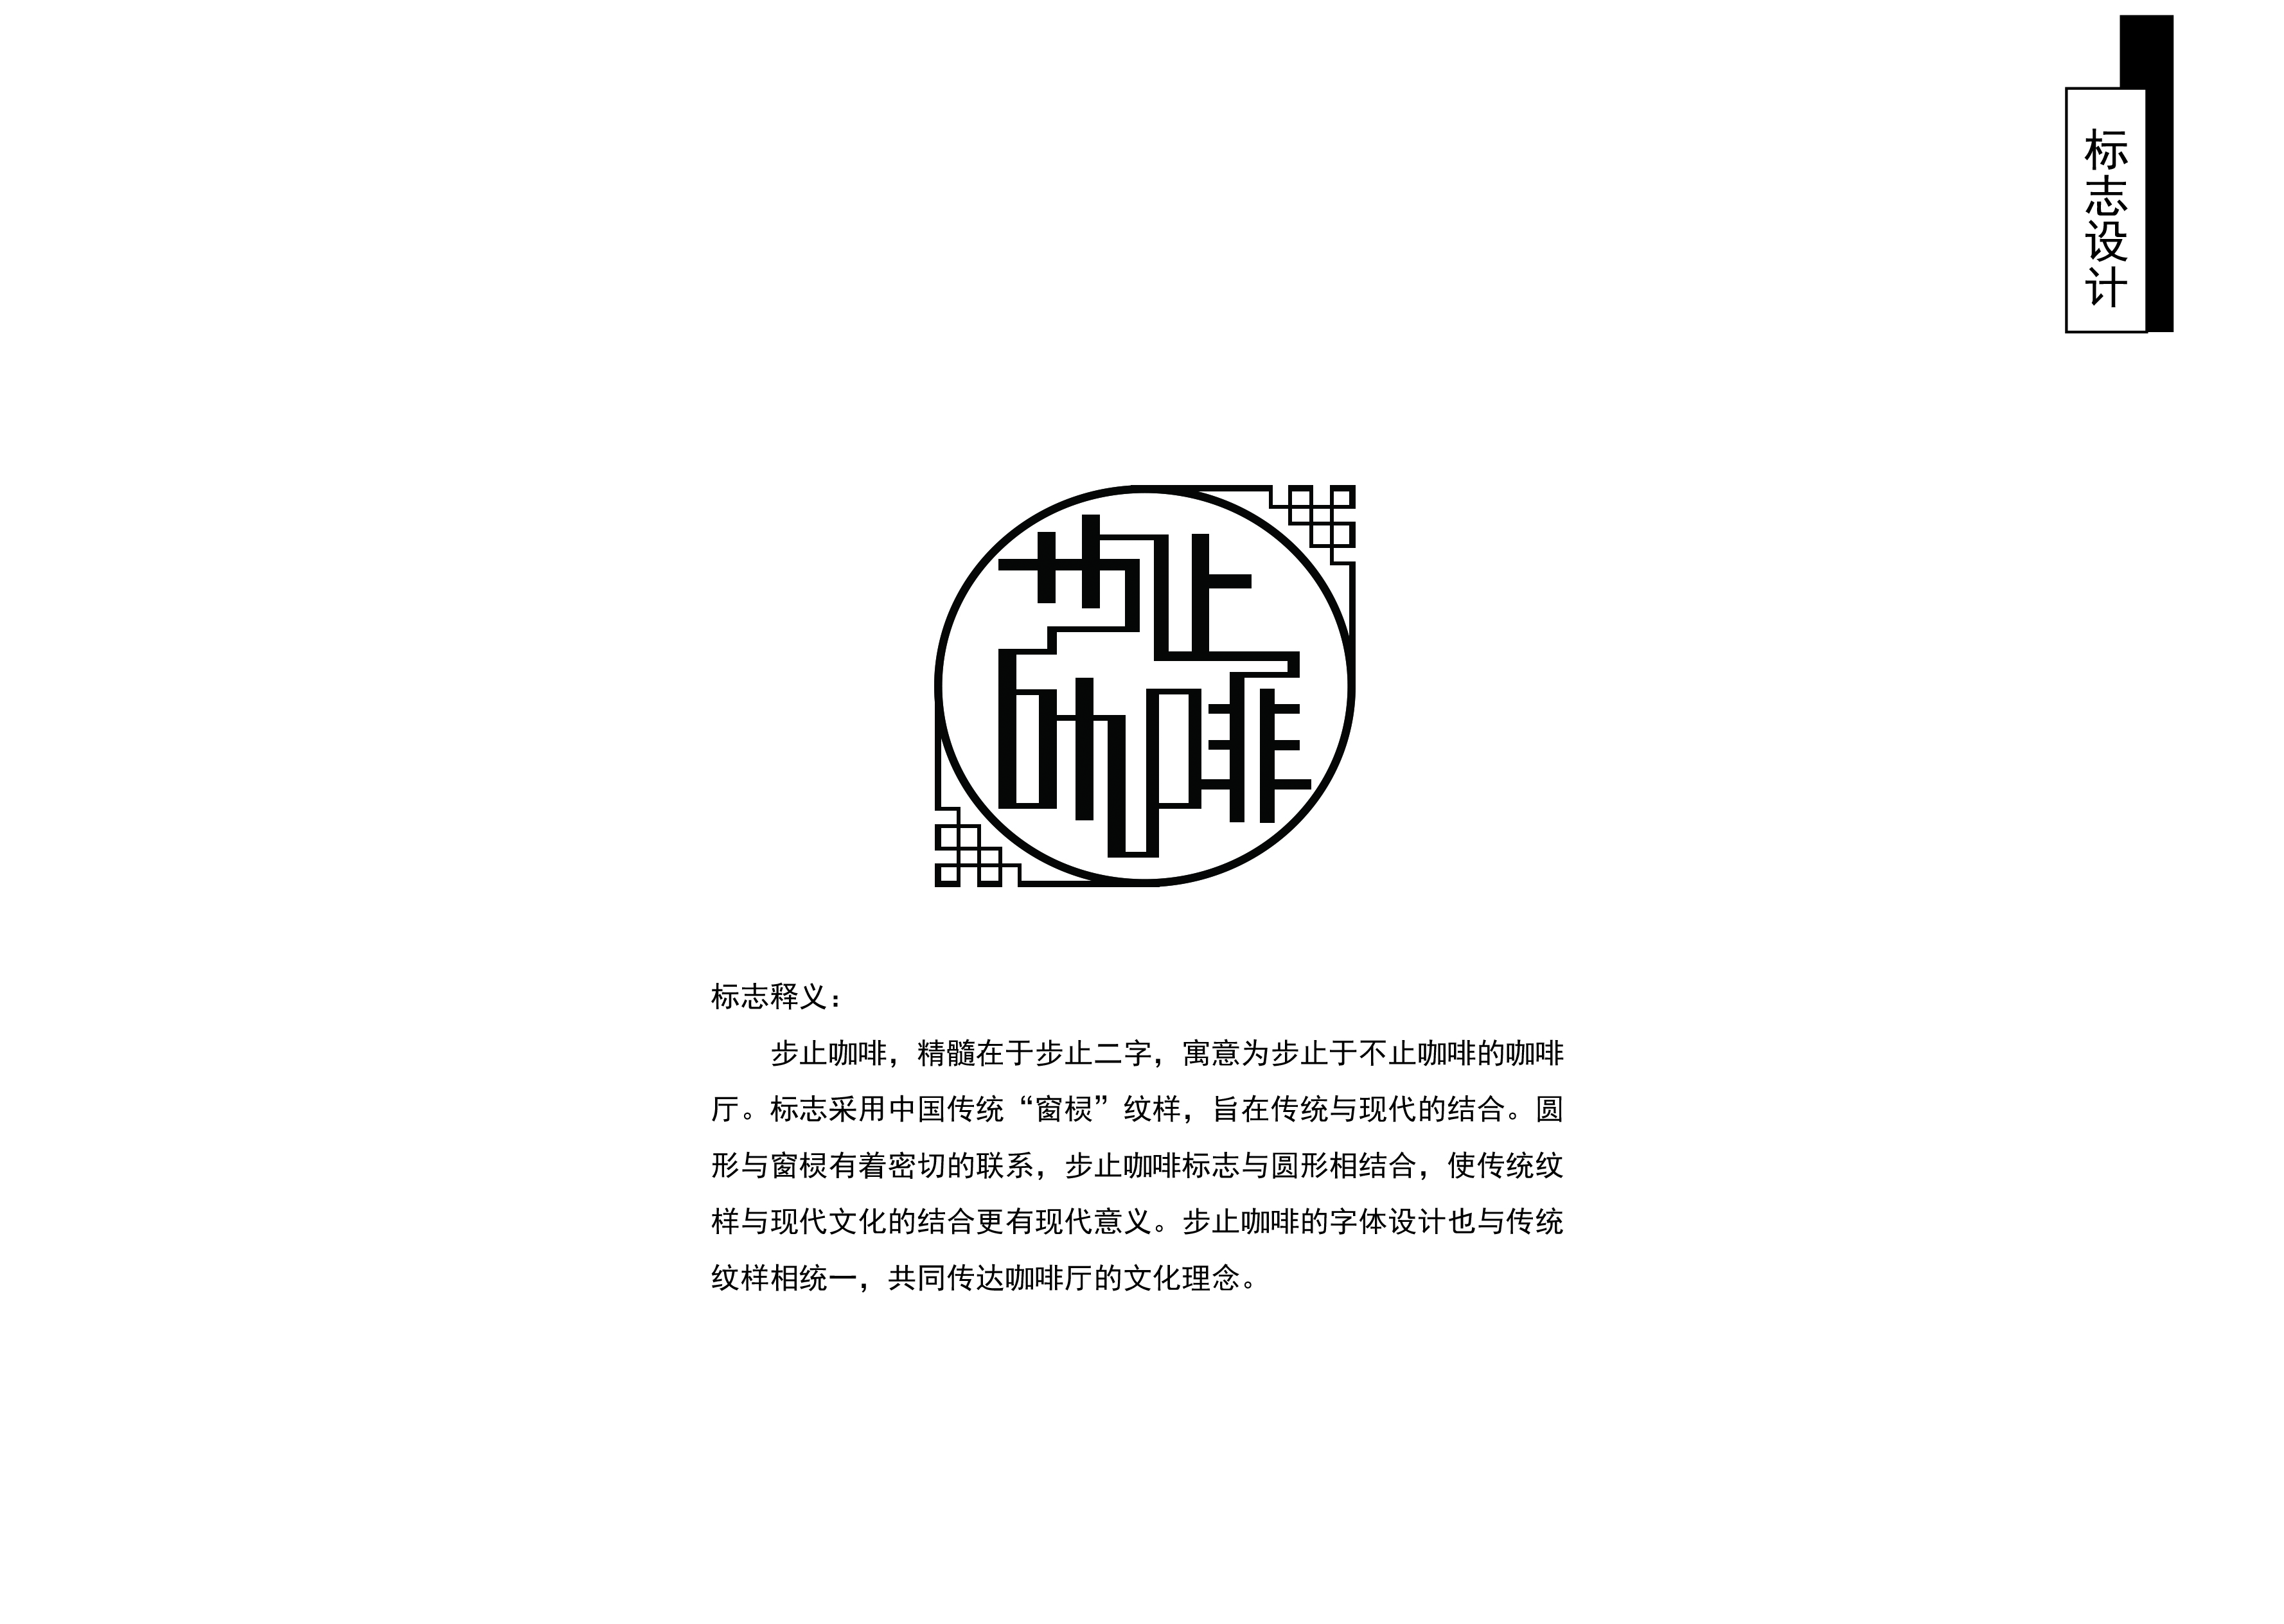 标志设计
步止
咖啡
标志释义：
步止咖啡，精髓在于步止二字，寓意为步止于不止咖啡的咖啡
厅。标志采用中国传统“窗棂”纹样，旨在传统与现代的结合。圆
形与窗棂有着密切的联系，步止咖啡标志与圆形相结合，使传统纹
样与现代文化的结合更有现代意义。步止咖啡的字体设计也与传统
纹样相统一，共同传达咖啡厅的文化理念。